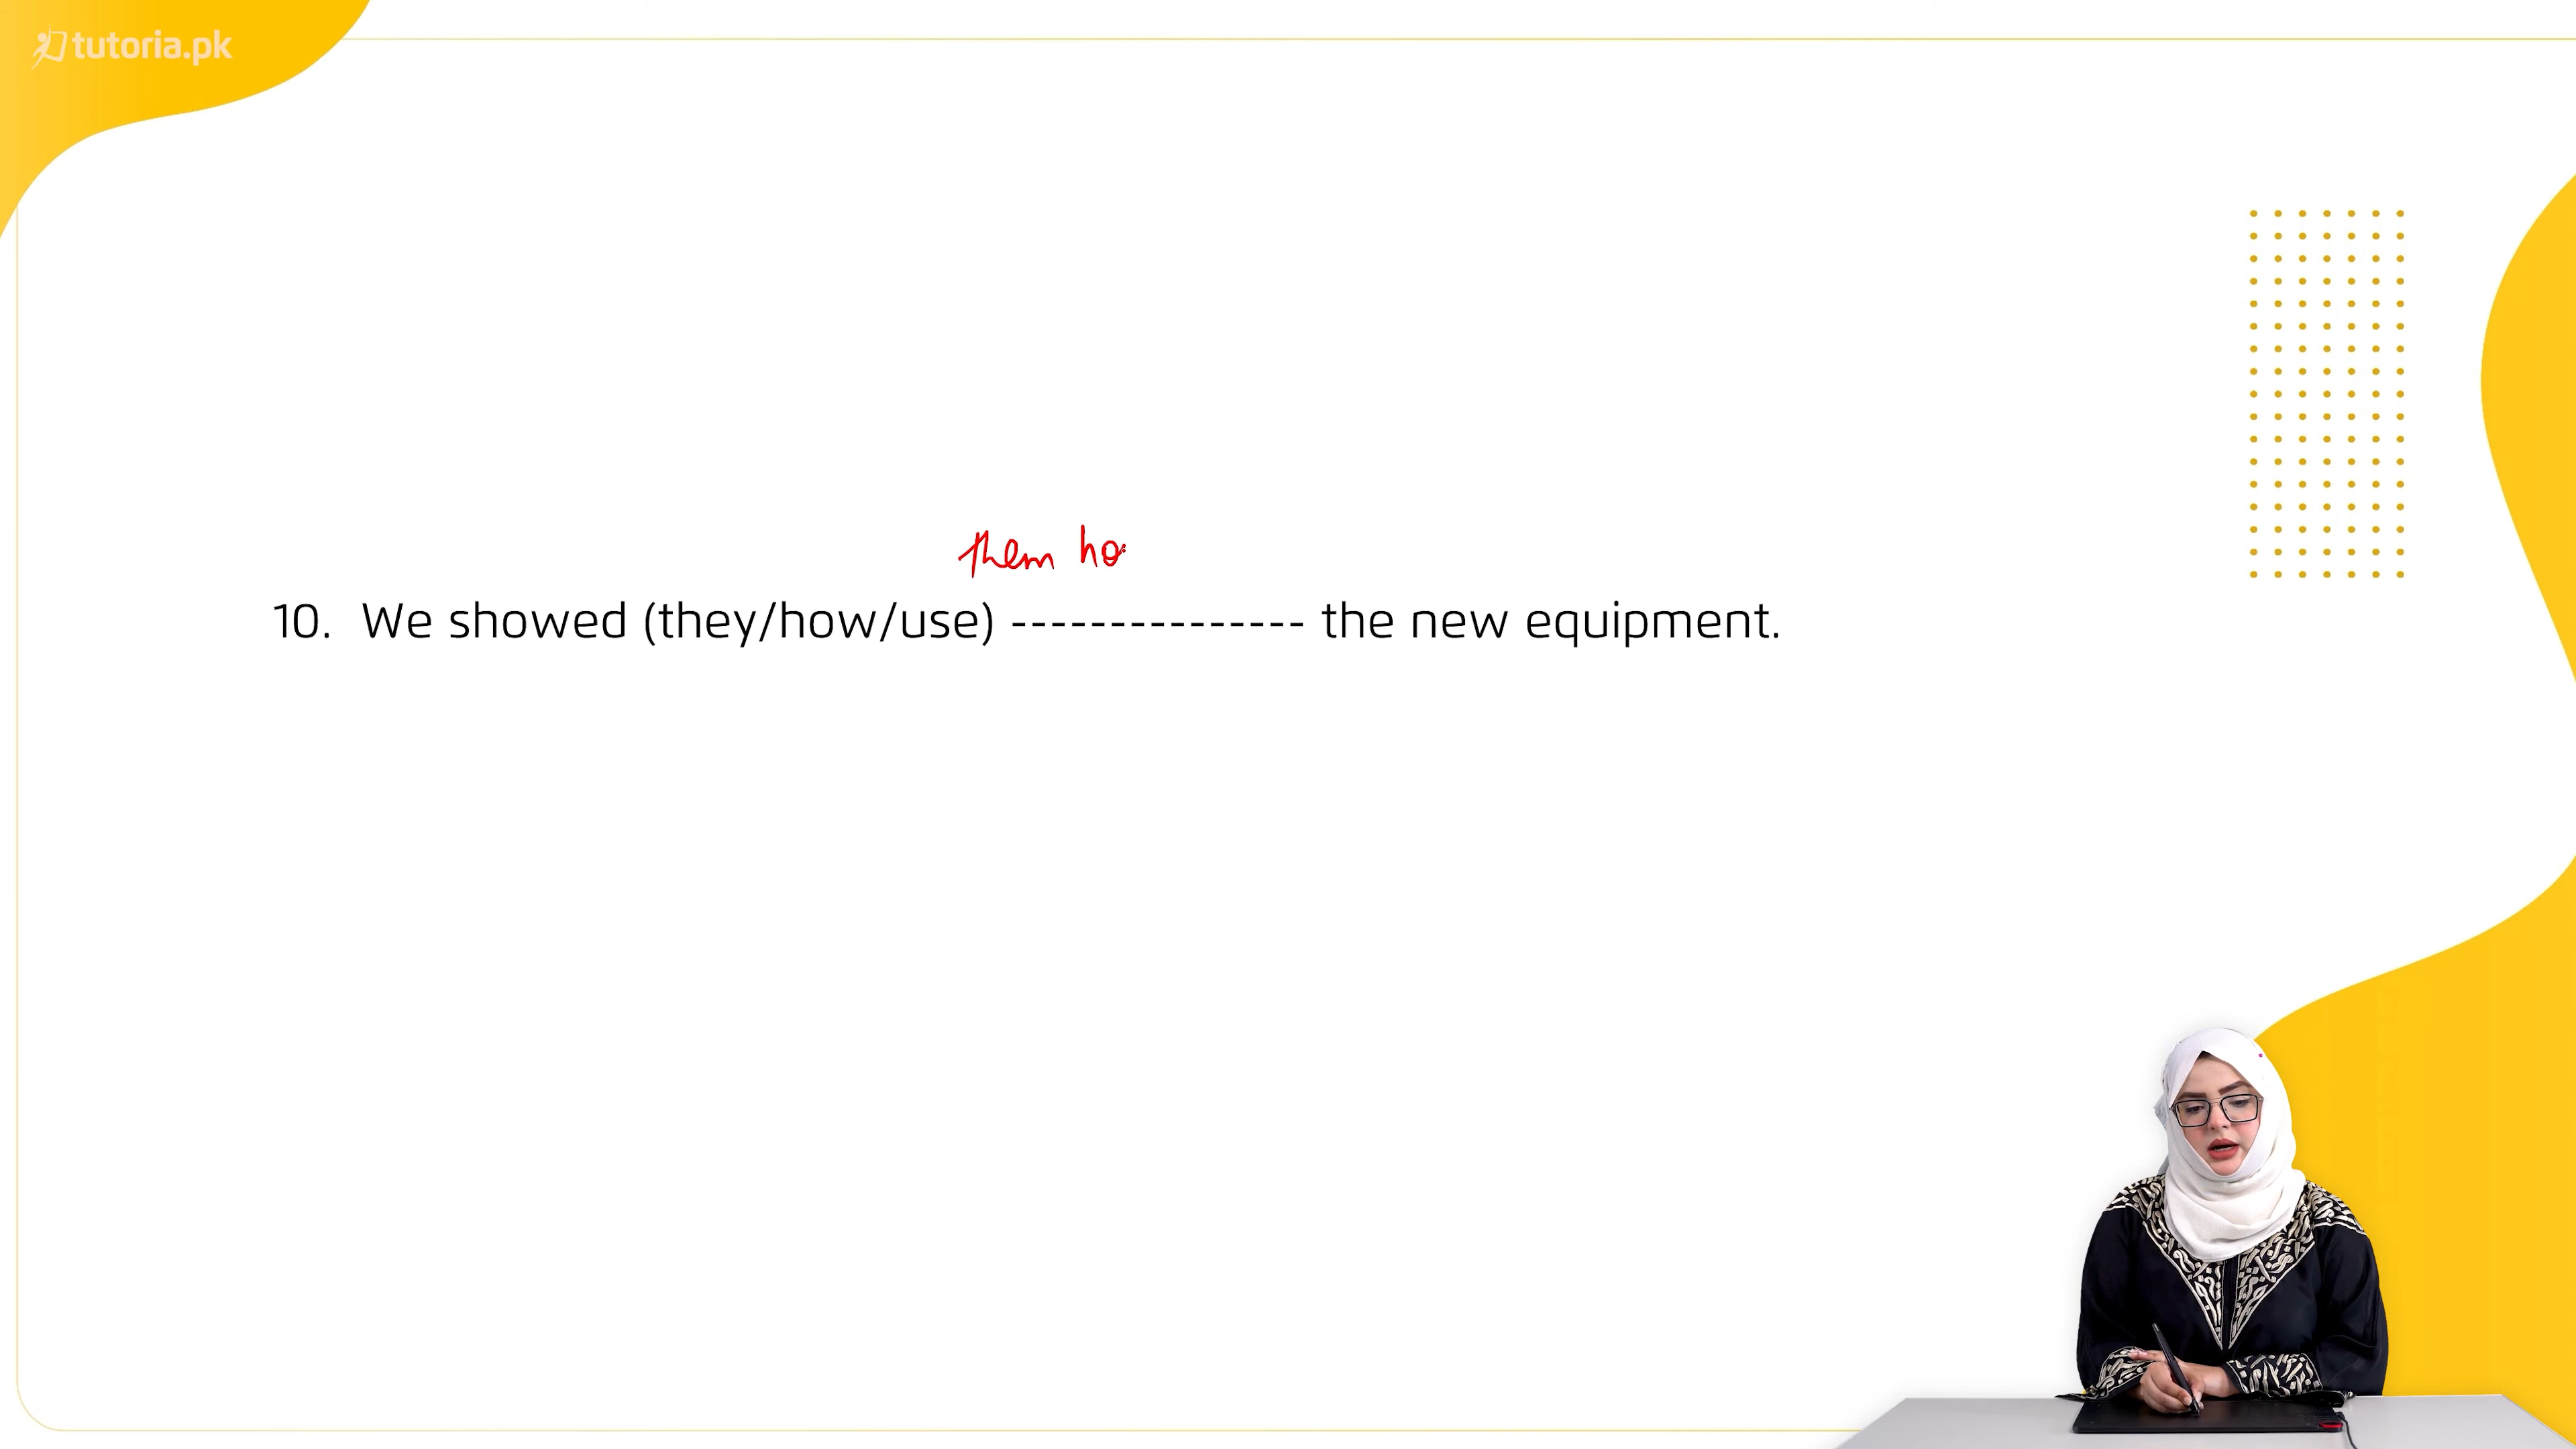 tutoria.pk
them ho
10. We showed (they/how/use) --------------- the new equipment.